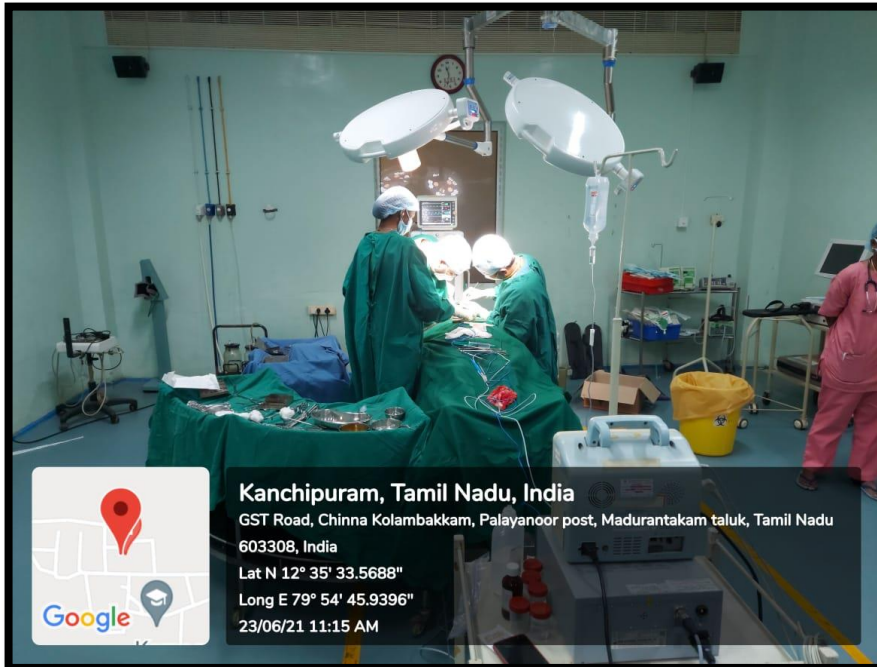 Kanchipuram, Tamil Nadu, India
GST Road, Chinna Kolambakkam, Palayanoor post, Madurantakam taluk, Tamil Nadu
603308, India
Lat N 12° 35' 33.5688"
Long E 79° 54' 45.9396"
23/06/21 11:15 AM
Google